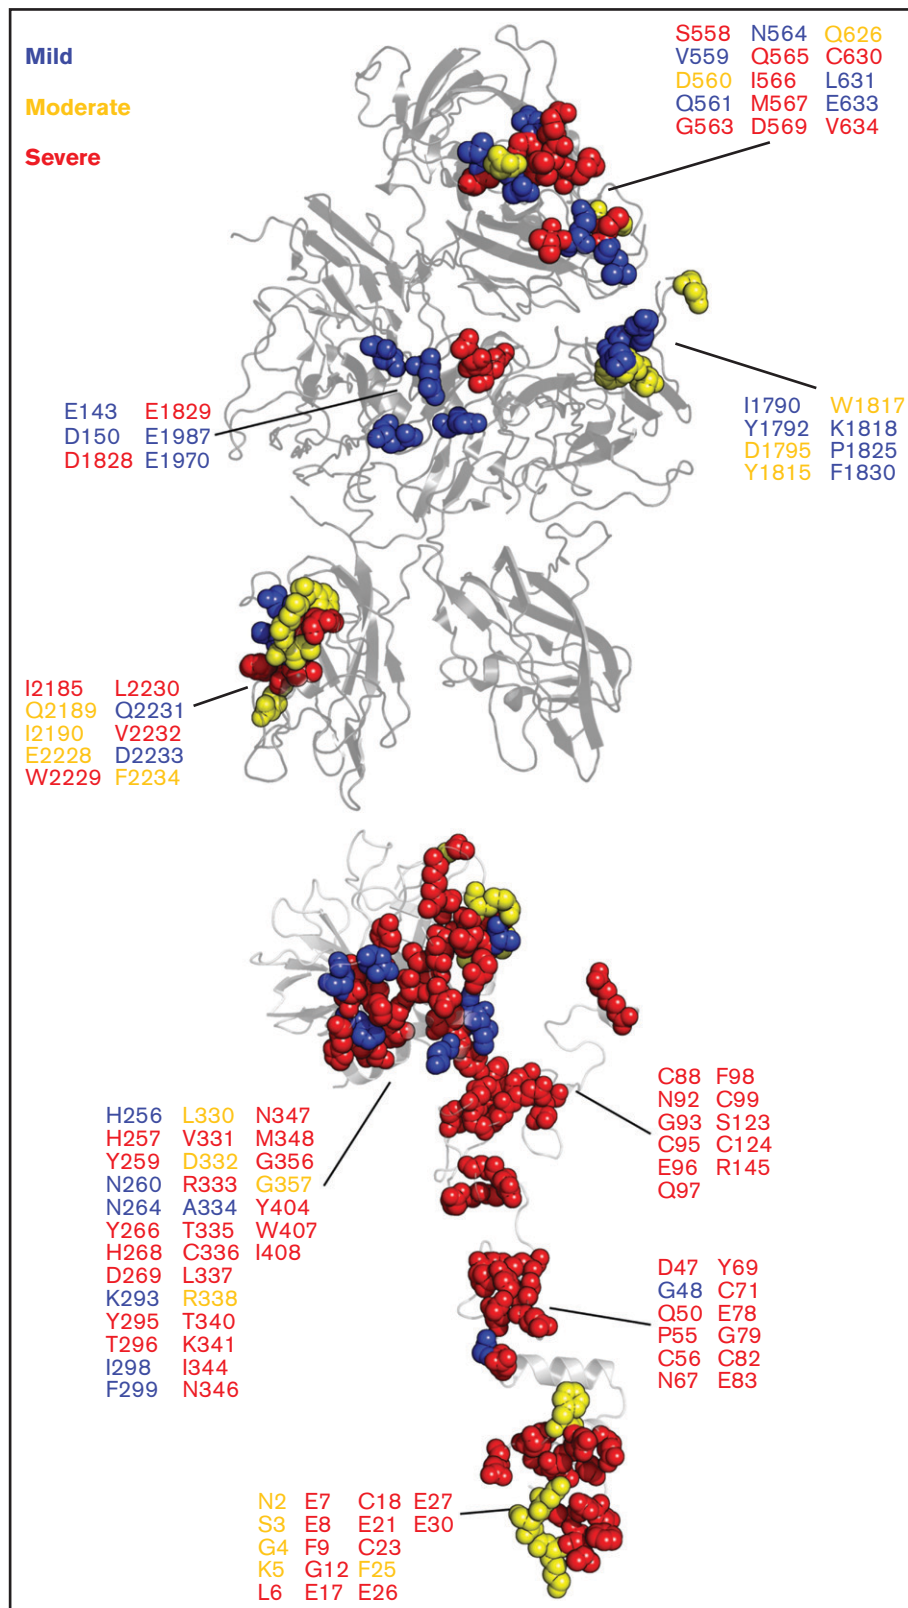 Mild
Moderate
Severe
S558 N564 Q626
V559 Q565 C630
D560 I566 L631
Q561 M567 E633
G563 D569 V634
E143 E1829
D150 E1987
D1828 E1970
I1790 W1817
Y1792 K1818
D1795 P1825
Y1815 F1830
I2185 L2230
Q2189 Q2231
I2190 V2232
E2228 D2233
W2229 F2234
C88 F98
N92 C99
G93 S123
C95 C124
E96 R145
Q97
H256 L330 N347
H257 V331 M348
Y259 D332 G356
N260 R333 G357
N264 A334 Y404
Y266 T335 W407
H268 C336 I408
D269 L337
K293 R338
Y295 T340
T296 K341
I298 I344
F299 N346
D47 Y69
G48 C71
Q50 E78
P55 G79
C56 C82
N67 E83
N2 E7 C18 E27
S3 E8 E21 E30
G4 F9 C23
K5 G12 F25
L6 E17 E26